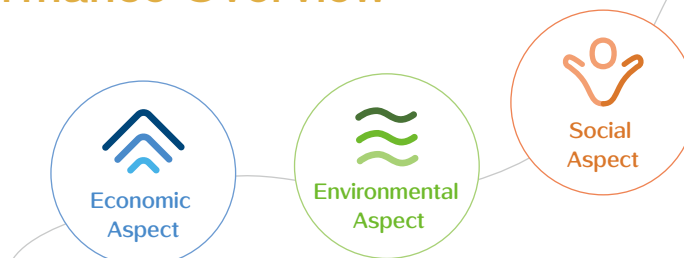 Economic
Aspect
Environmental
Aspect
Social
Aspect